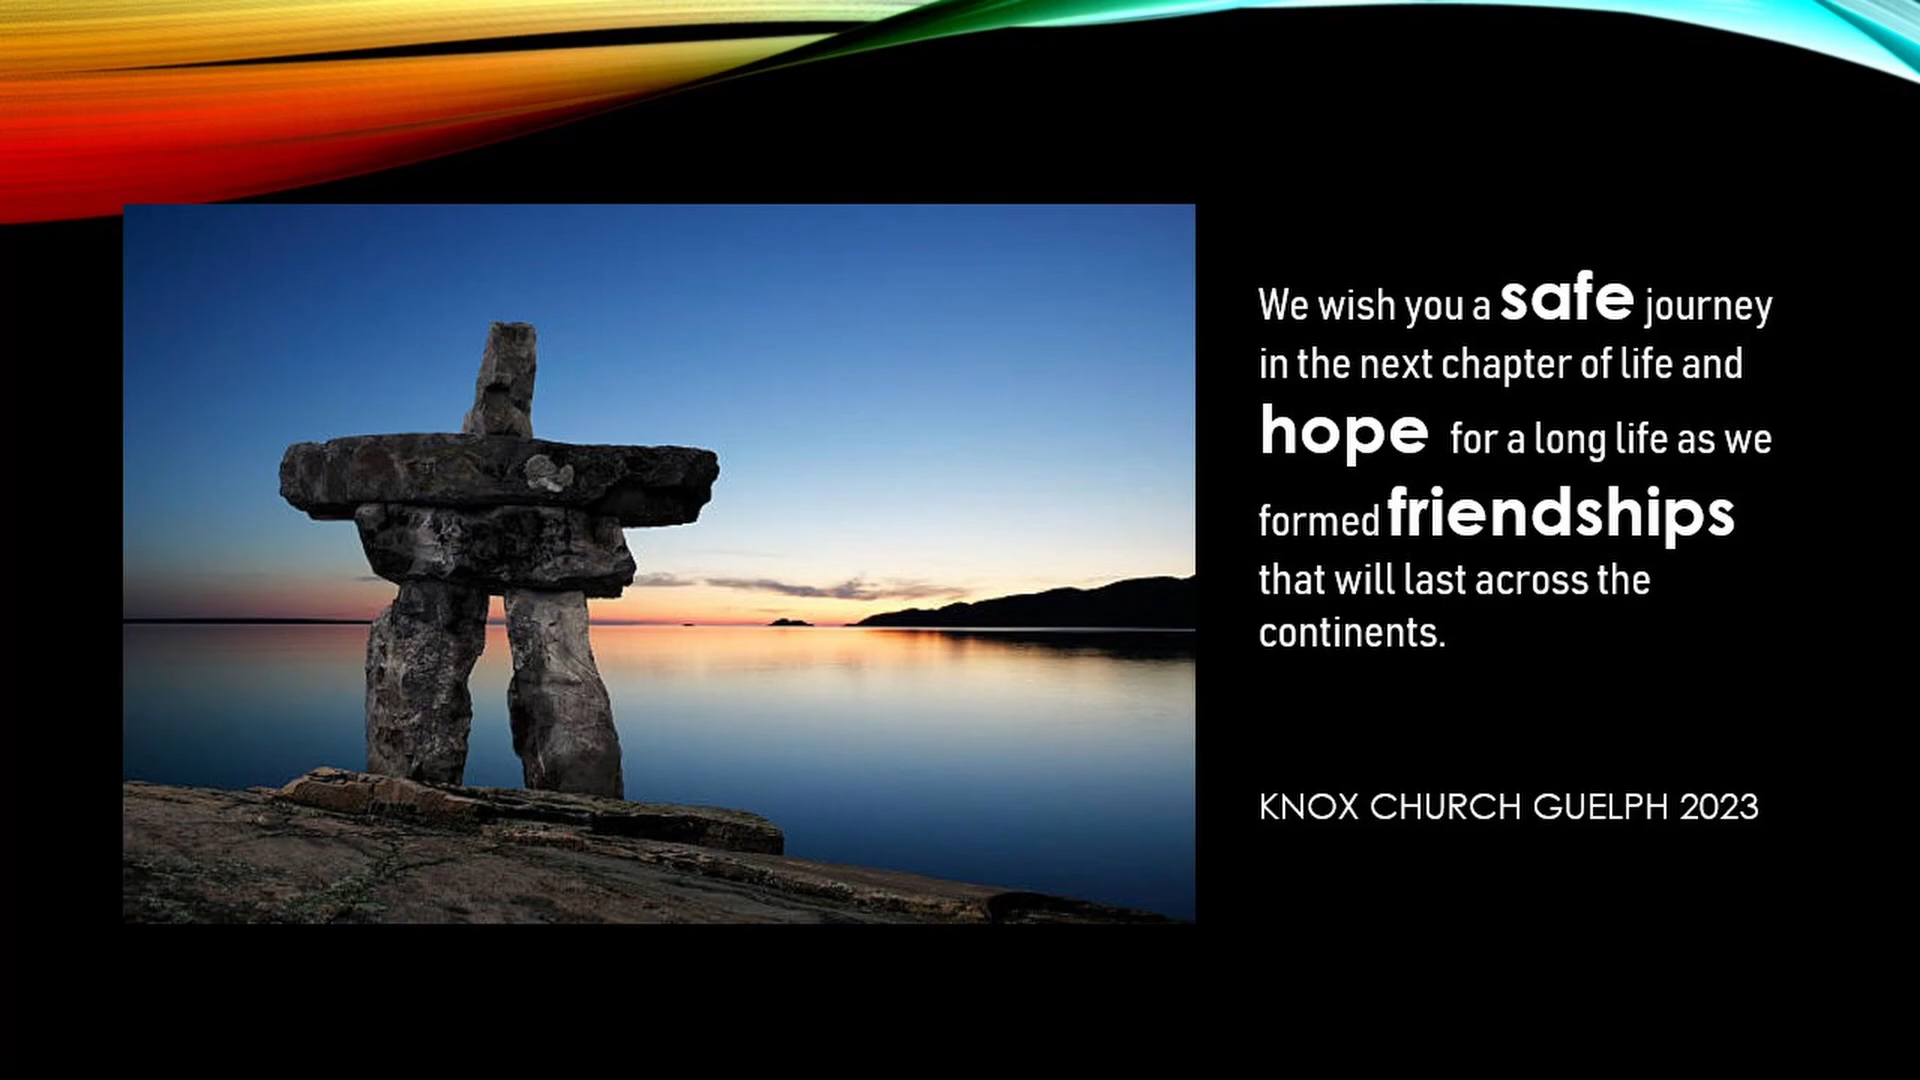 We wish you a safe journey
in the next chapter of life and
hope for a long life as we
formed friendships
that will last across the
continents.
KNOX CHURCH GUELPH 2023